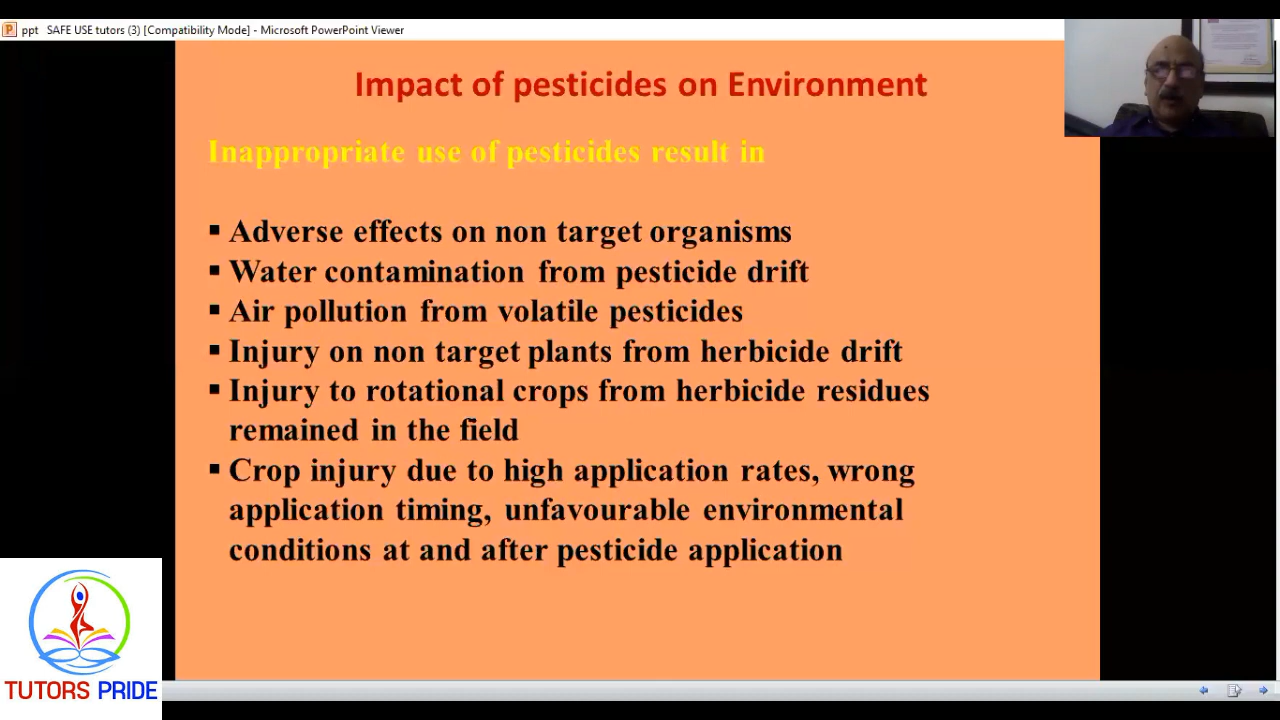 ppt SAFE USE tutors (3) [Compatibility Mode] - Microsoft PowerPoint Viewer
Impact of pesticides on Environment
Inappropriate use of pesticides result in
▪ Adverse effects on non target organisms
▪ Water contamination from pesticide drift
▪ Air pollution from volatile pesticides
▪ Injury on non target plants from herbicide drift
▪ Injury to rotational crops from herbicide residues
remained in the field
▪ Crop injury due to high application rates, wrong
application timing, unfavourable environmental
conditions at and after pesticide application
TUTORS PRIDE